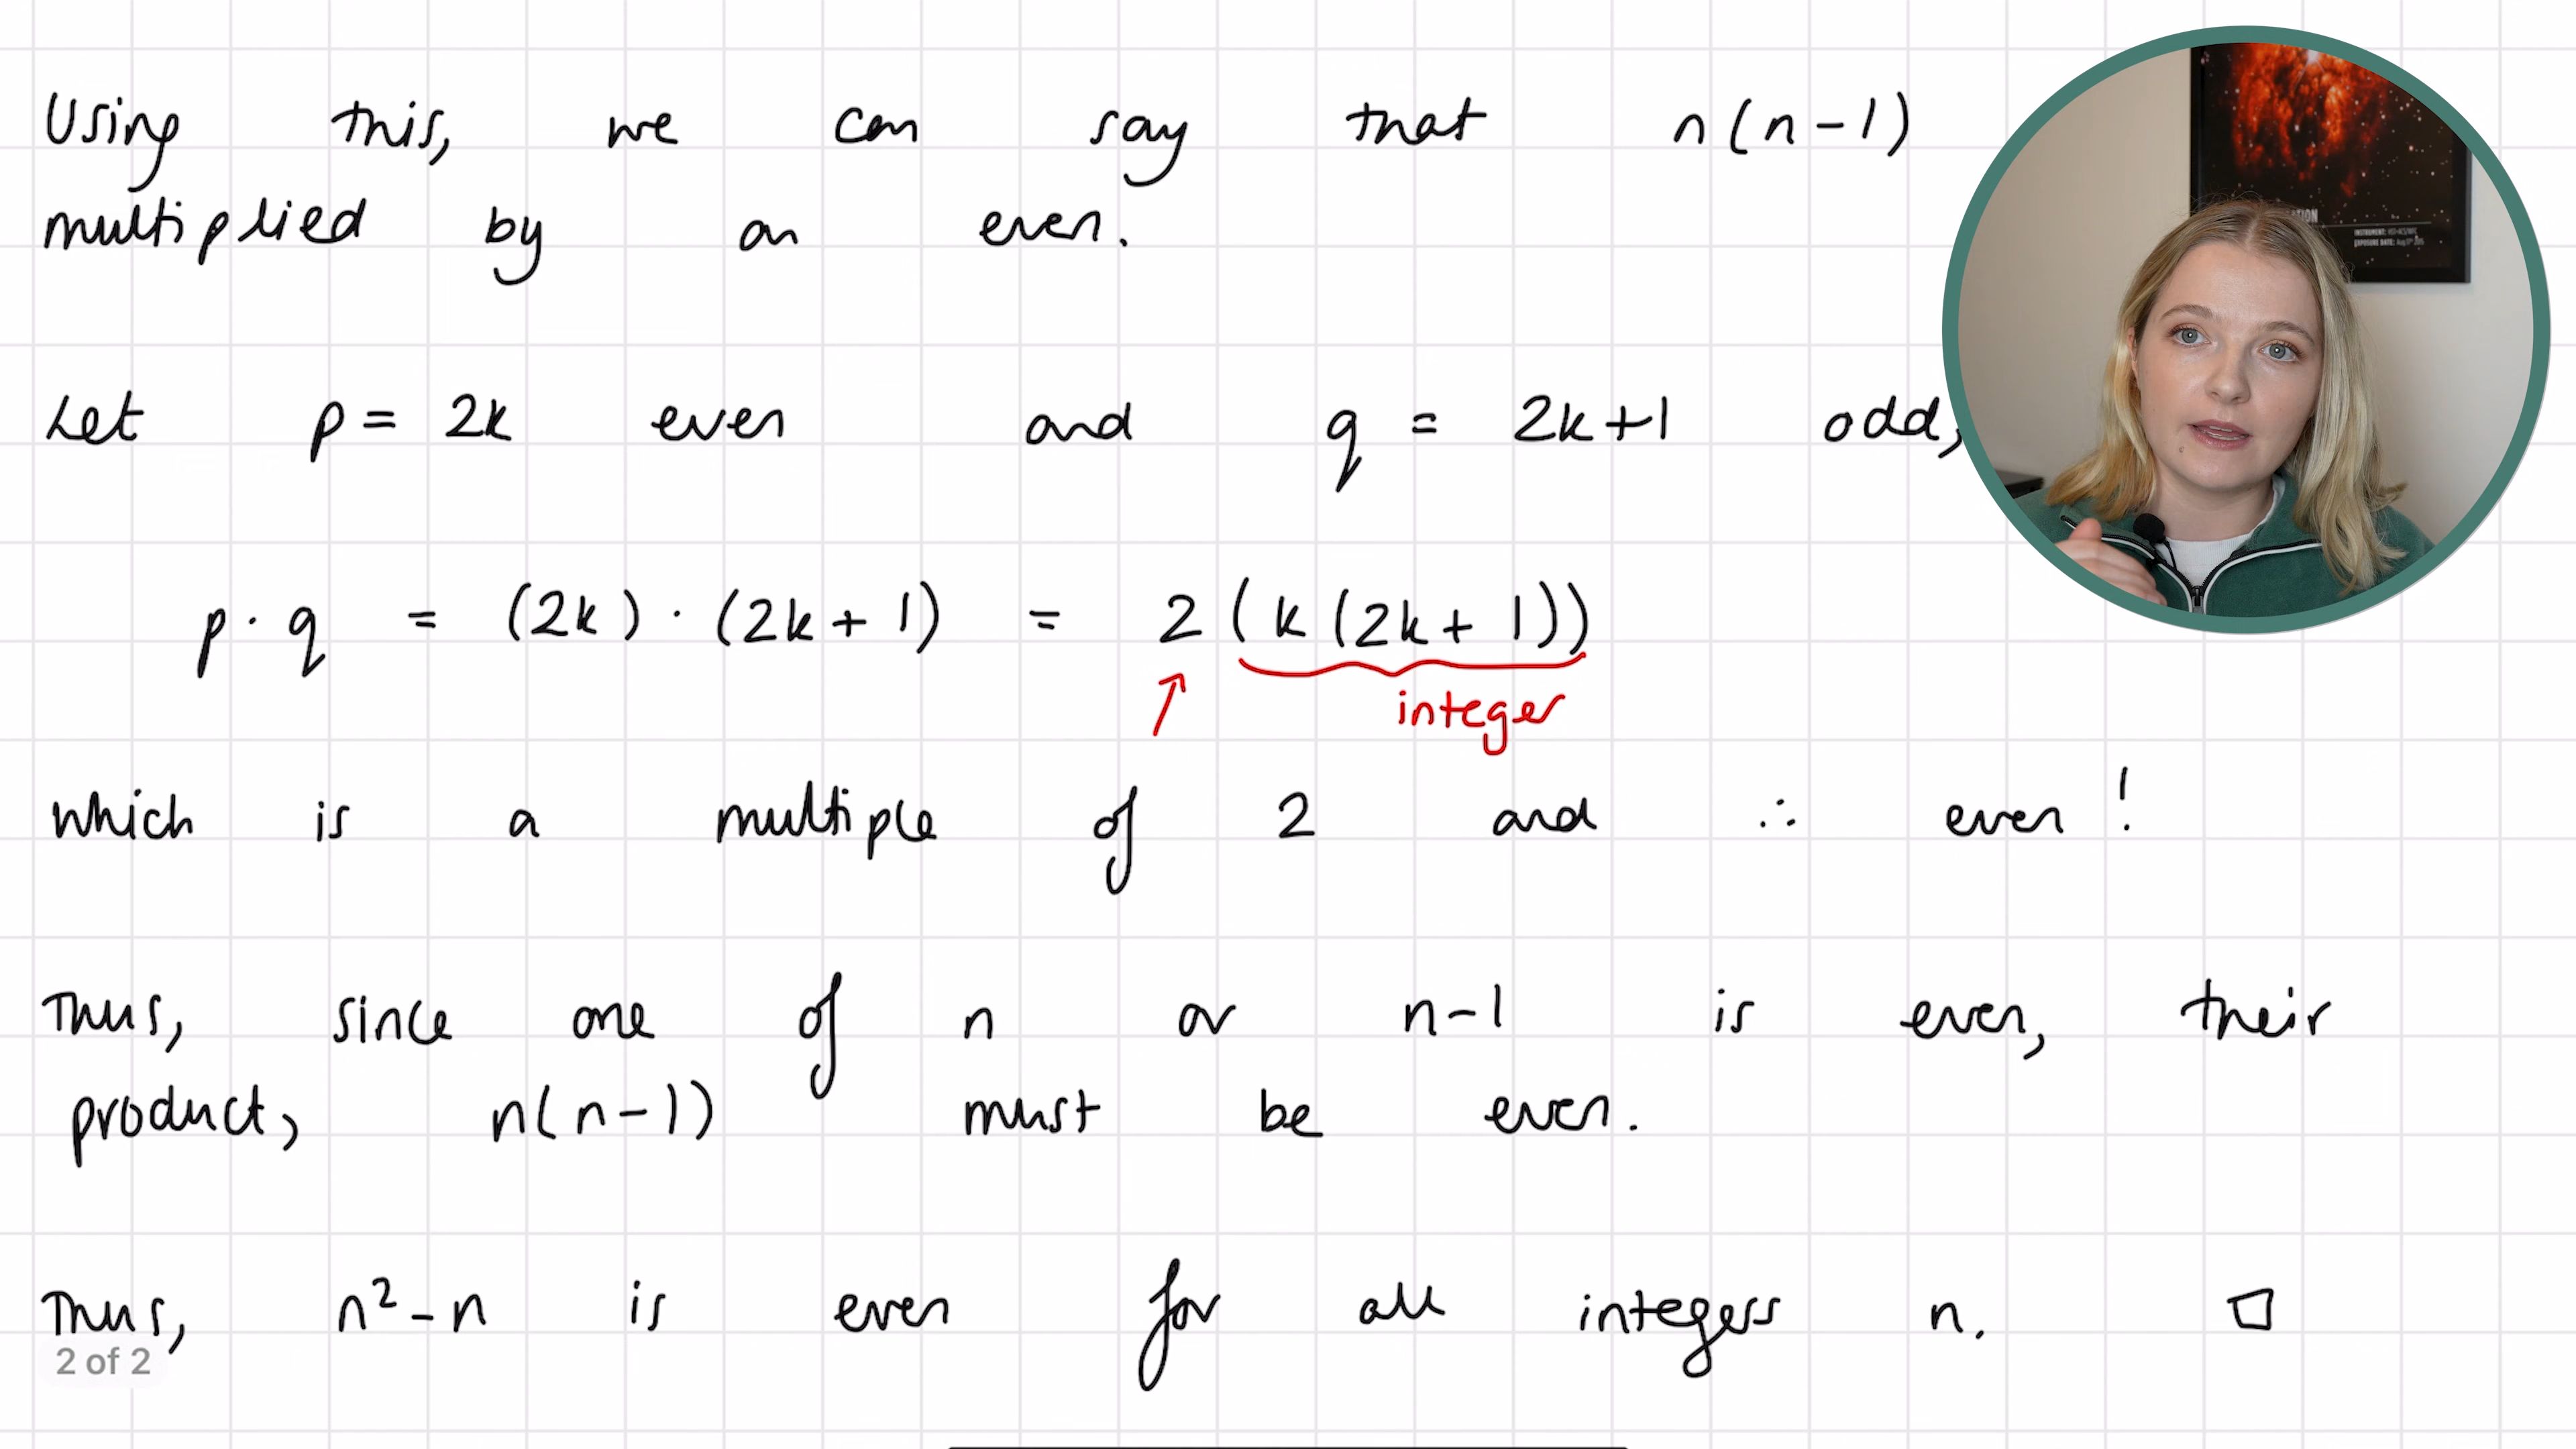 Using this, we can say that n(n-1)
multiplied by an even.
Let p = 2k even and q = 2k+1 odd,
p · q = (2k) · (2k+1) = 2(k(2k+1))
integer
which is a multiple of 2 and ∴ even!
Thus, since one of n or n-1 is even, their
product, n(n-1) must be even.
Thus, n²-n is even for all integers n. □
2 of 2